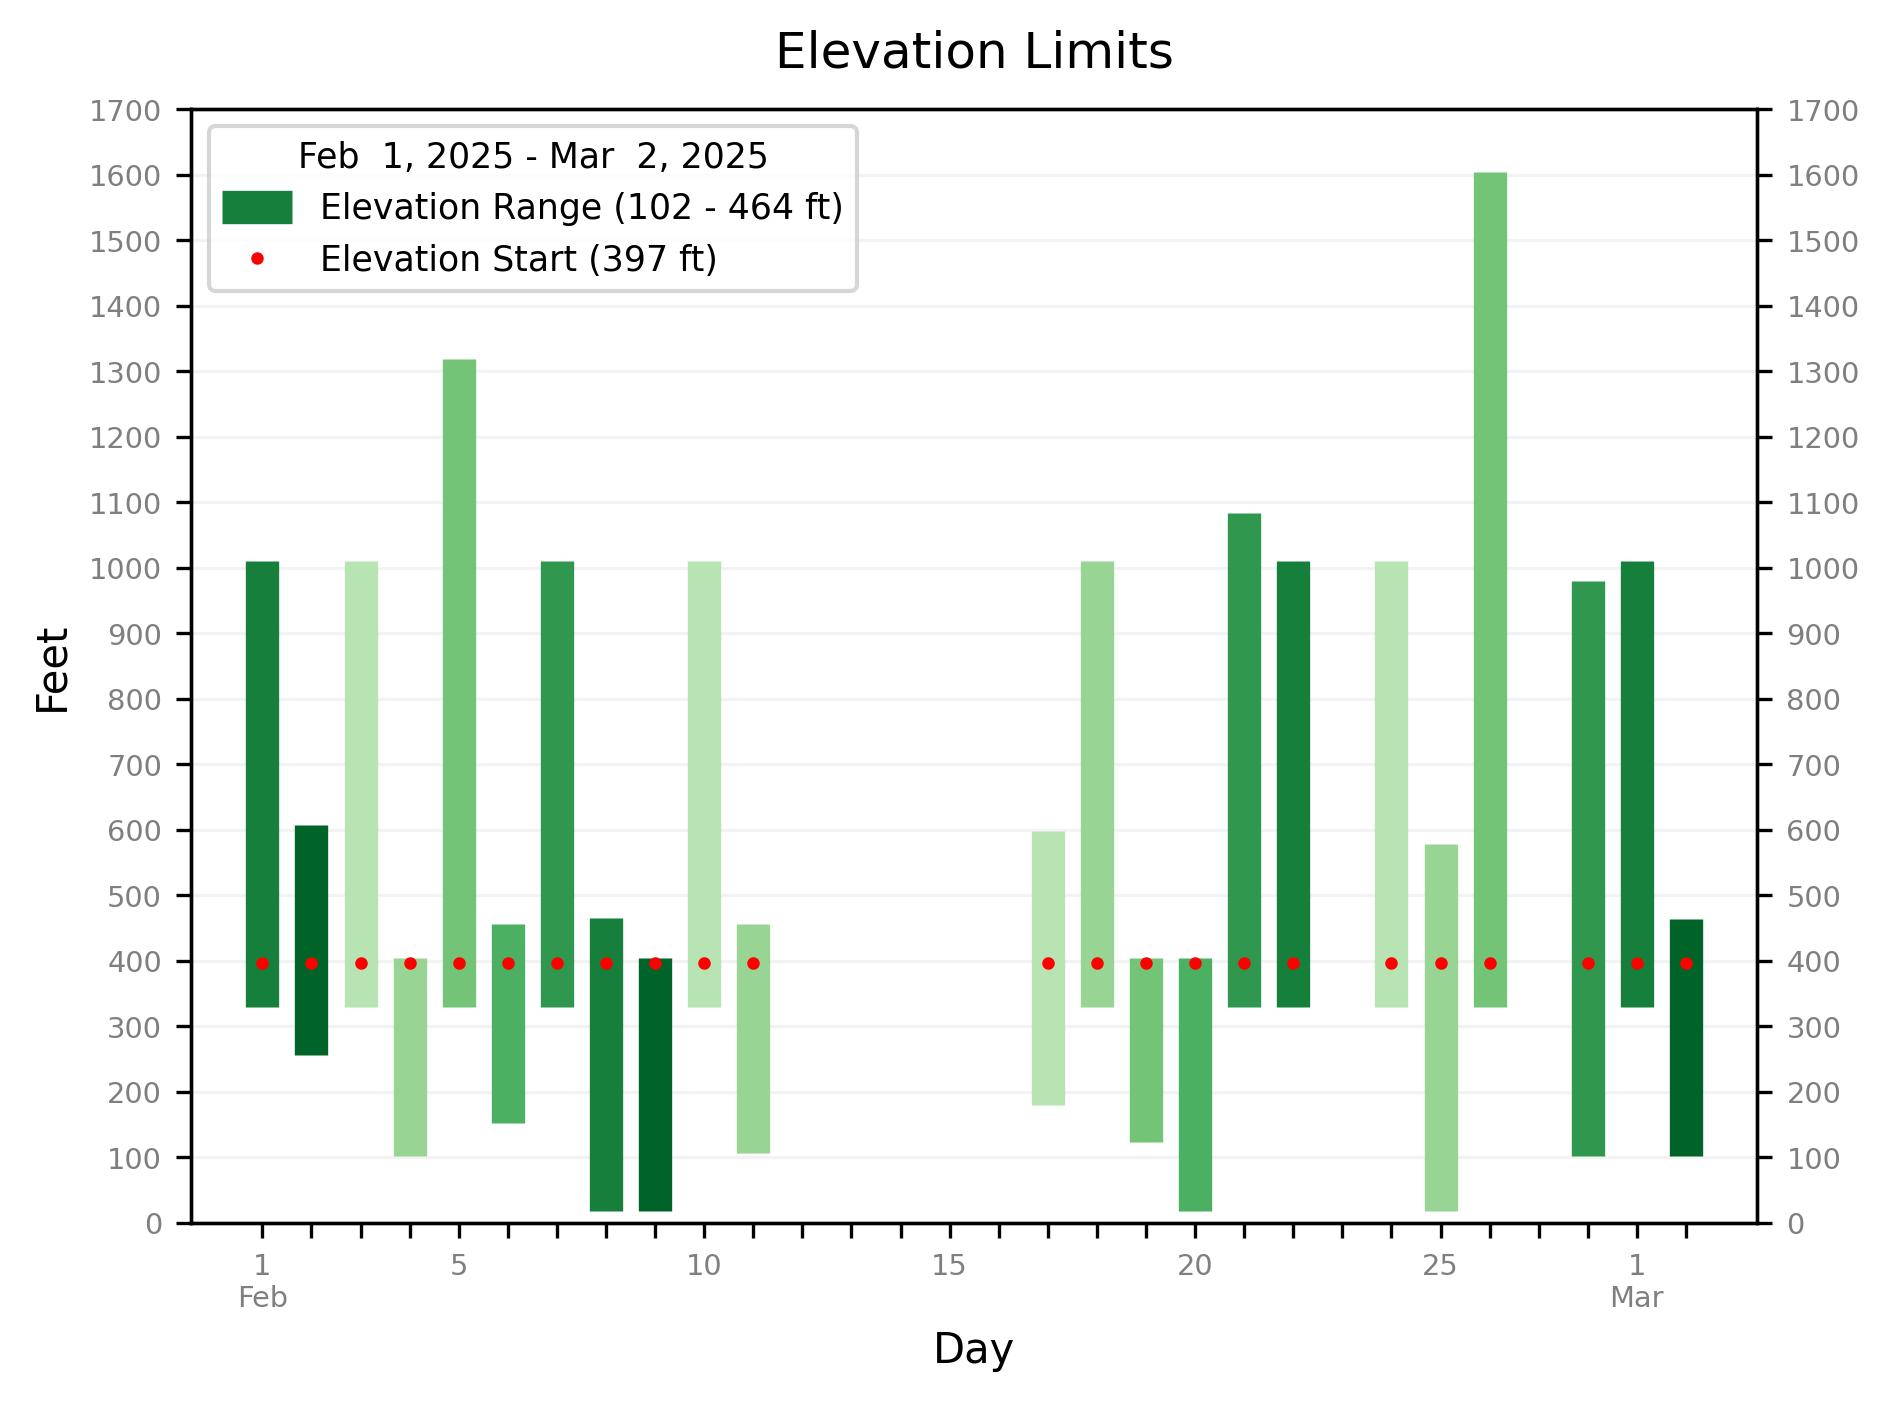 Elevation Limits
Feb  1, 2025 - Mar  2, 2025
Elevation Range (102 - 464 ft)
Elevation Start (397 ft)
Feet
1700 1700
1600 1600
1500 1500
1400 1400
1300 1300
1200 1200
1100 1100
1000 1000
900 900
800 800
700 700
600 600
500 500
400 400
300 300
200 200
100 100
0 0
1 5 10 15 20 25 1
Feb Mar
Day